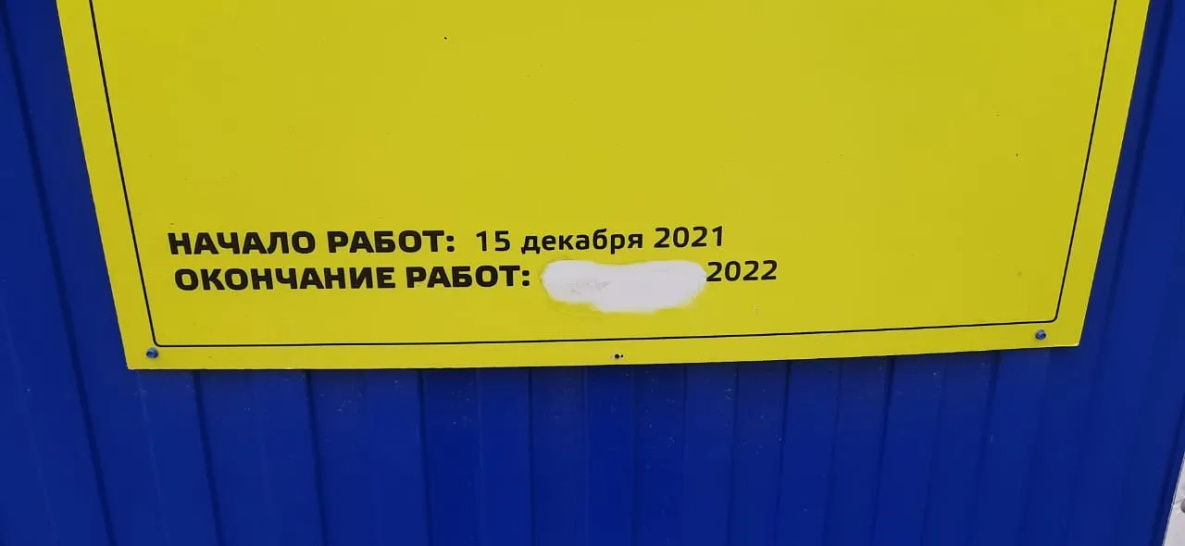 НАЧАЛО РАБОТ: 15 декабря 2021
ОКОНЧАНИЕ РАБОТ: 2022